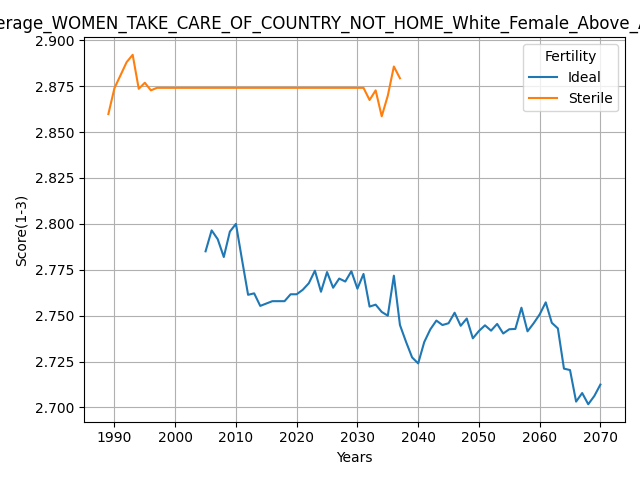 erage_WOMEN_TAKE_CARE_OF_COUNTRY_NOT_HOME_White_Female_Above_
2.900
2.875
2.850
2.825
2.800
2.775
2.750
2.725
2.700
Score(1-3)
Fertility
Ideal
Sterile
1990 2000 2010 2020 2030 2040 2050 2060 2070
Years